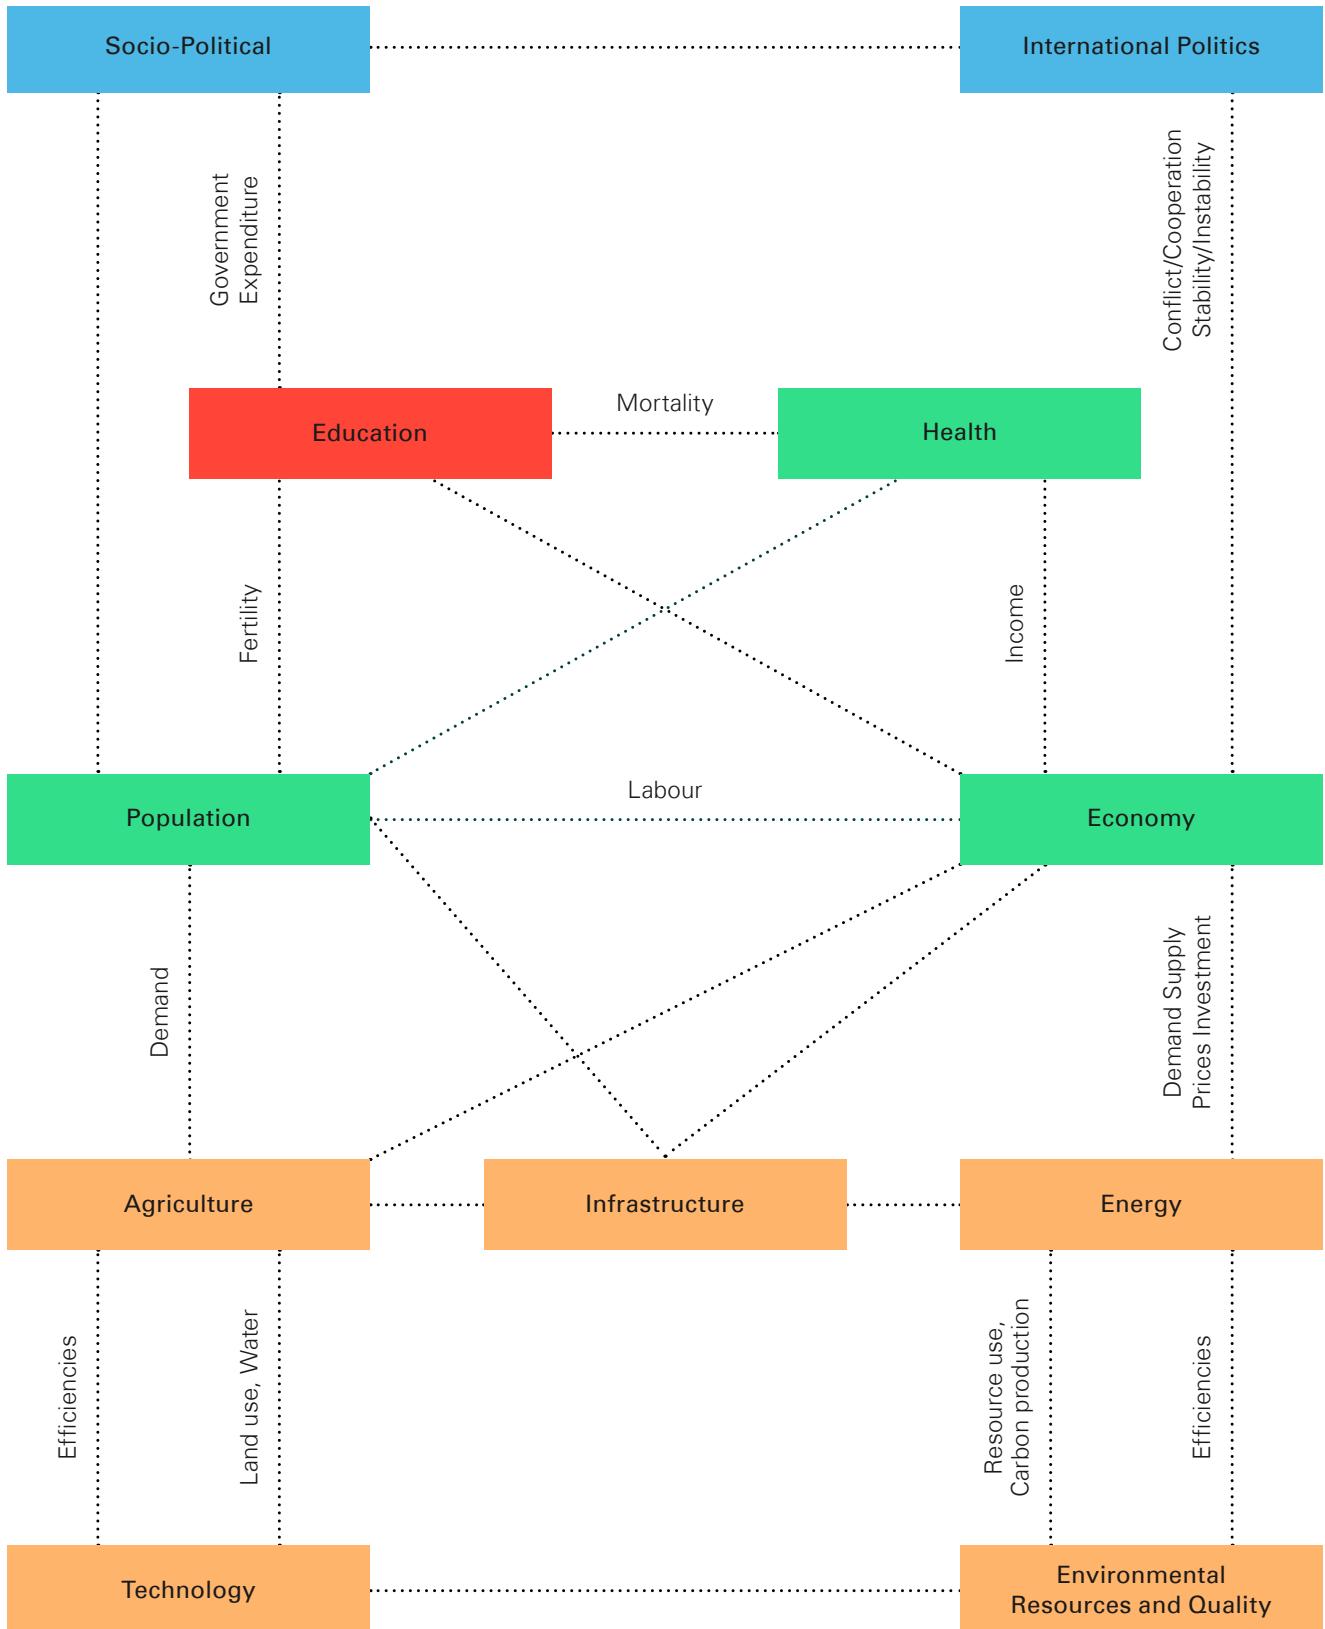 Socio-Political
International Politics
Government
Expenditure
Conflict/Cooperation
Stability/Instability
Education
Mortality
Health
Fertility
Income
Population
Labour
Economy
Demand
Demand Supply
Prices Investment
Agriculture
Infrastructure
Energy
Efficiencies
Land use, Water
Resource use,
Carbon production
Efficiencies
Technology
Environmental
Resources and Quality